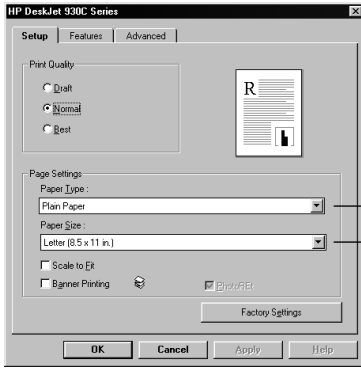 HP DeskJet 930C Series
Setup Features Advanced
Print Quality
Draft
Normal
Best
R
Page Settings
Paper Type :
Plain Paper
Paper Size :
Letter (8.5 x 11 in.)
Scale to Fit
Banner Printing PhotoREt
Factory Settings
OK Cancel Apply Help